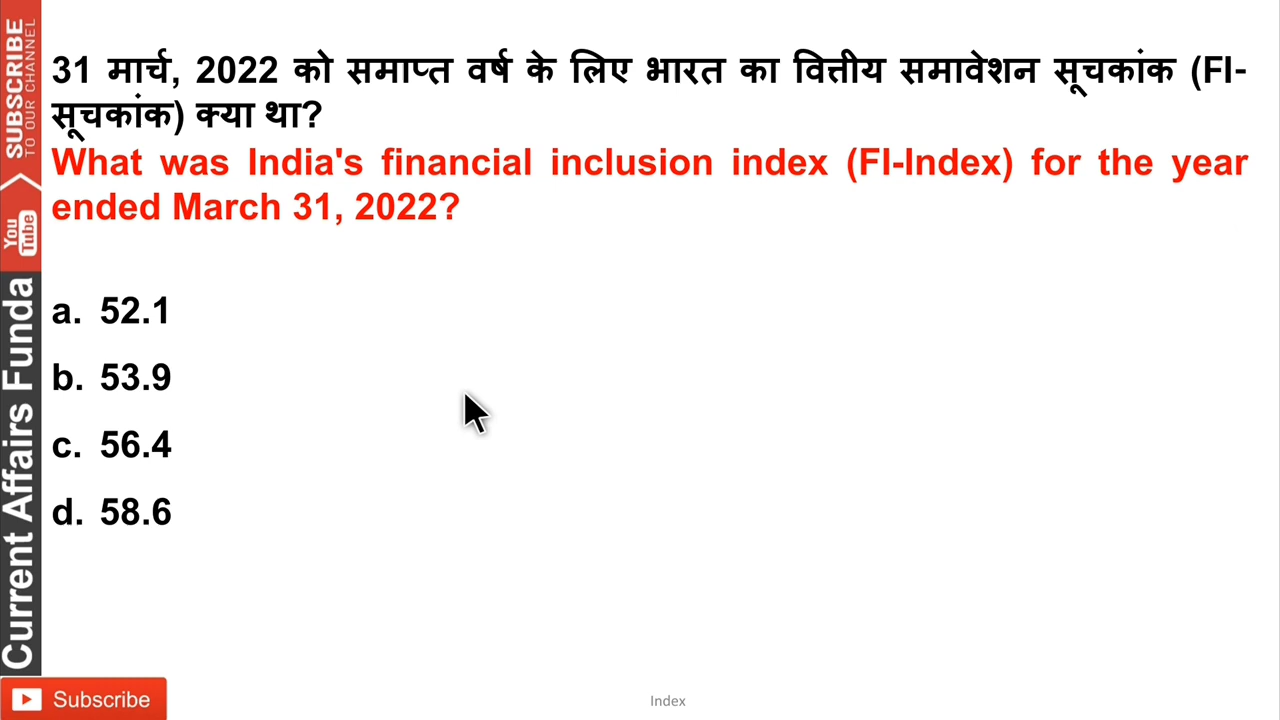 31 मार्च, 2022 को समाप्त वर्ष के लिए भारत का वित्तीय समावेशन सूचकांक (FI-
सूचकांक) क्या था?
What was India's financial inclusion index (FI-Index) for the year
ended March 31, 2022?
a. 52.1
b. 53.9
c. 56.4
d. 58.6
SUBSCRIBE
TO OUR CHANNEL
You
Tube
Current Affairs Funda
Subscribe
Index